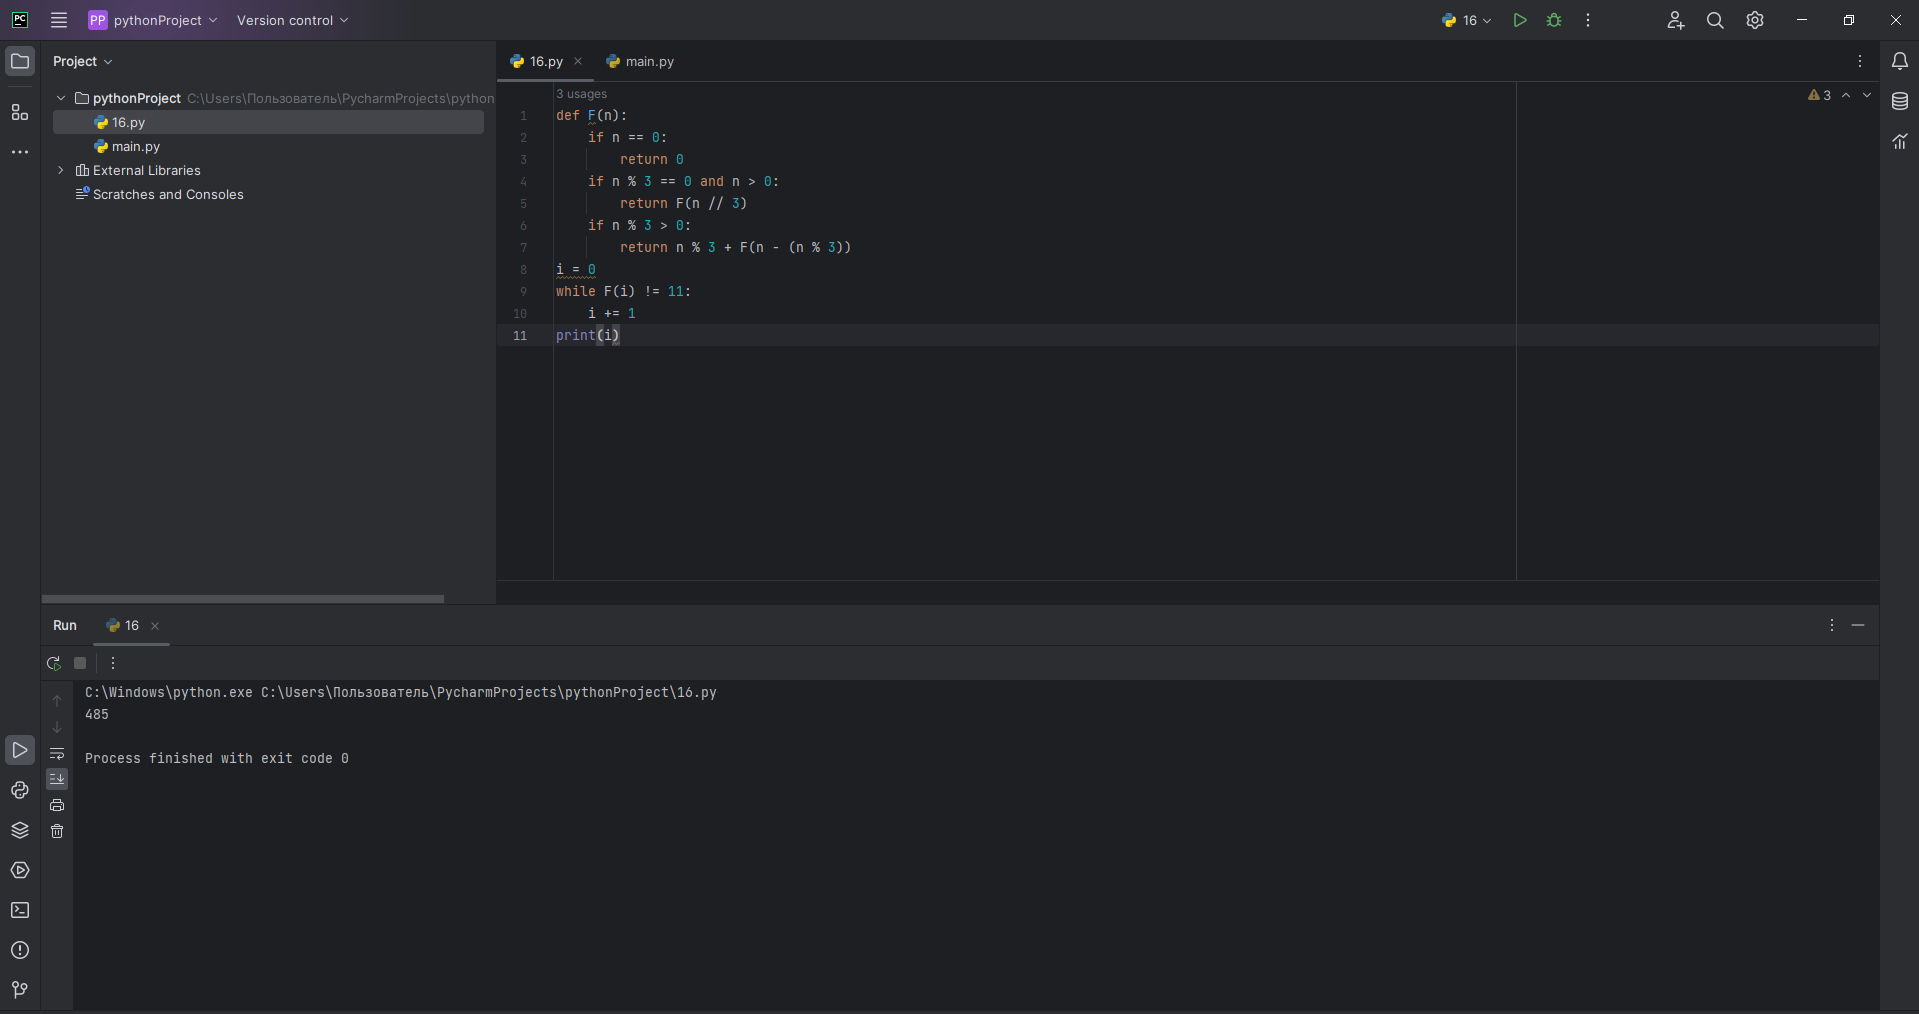 PC
PP pythonProject Version control 16
Project
pythonProject C:\Users\Пользователь\PycharmProjects\python
16.py
main.py
External Libraries
Scratches and Consoles
16.py main.py
3 usages
3
1 def F(n):
2 if n == 0:
3 return 0
4 if n % 3 == 0 and n > 0:
5 return F(n // 3)
6 if n % 3 > 0:
7 return n % 3 + F(n - (n % 3))
8 i = 0
9 while F(i) != 11:
10 i += 1
11 print(i)
Run 16
C:\Windows\python.exe C:\Users\Пользователь\PycharmProjects\pythonProject\16.py
485
Process finished with exit code 0